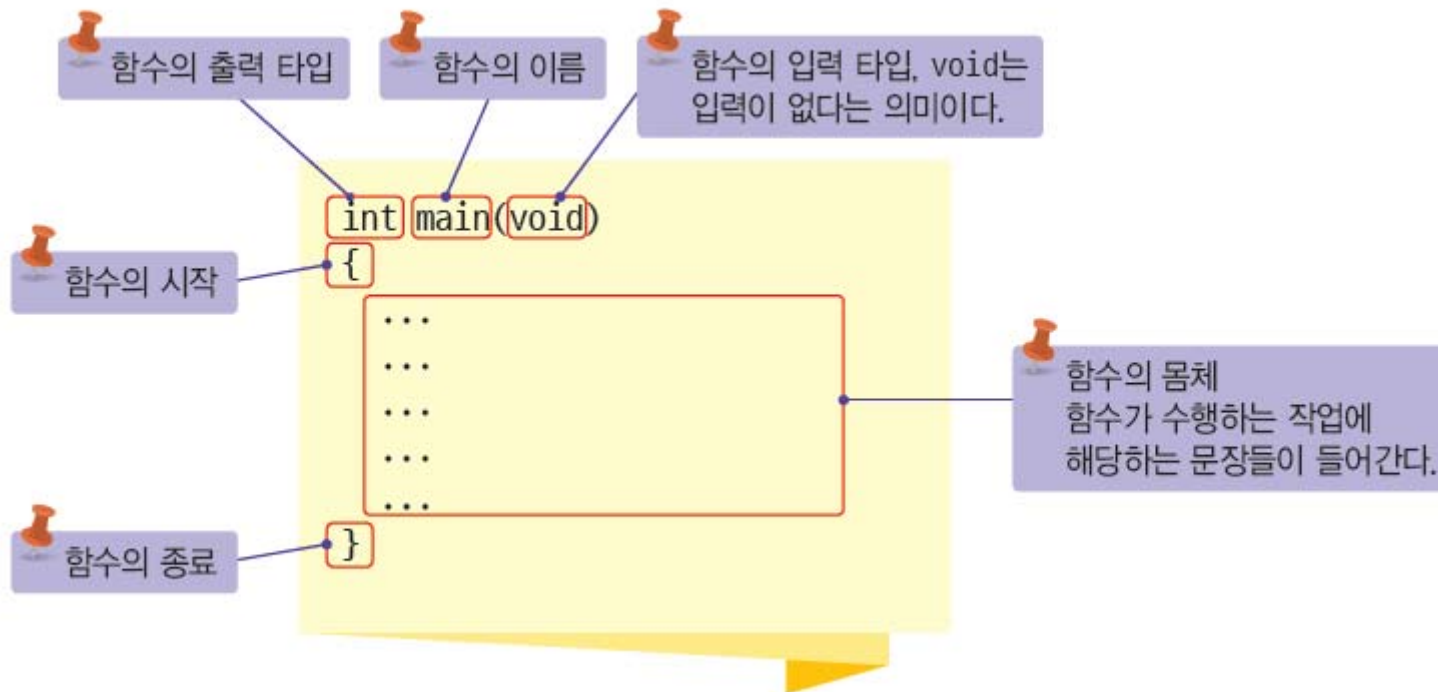 함수의 출력 타입
함수의 이름
함수의 입력 타입, void는
입력이 없다는 의미이다.
int main(void)
함수의 시작
{
...
...
...
...
...
함수의 몸체
함수가 수행하는 작업에
해당하는 문장들이 들어간다.
함수의 종료
}